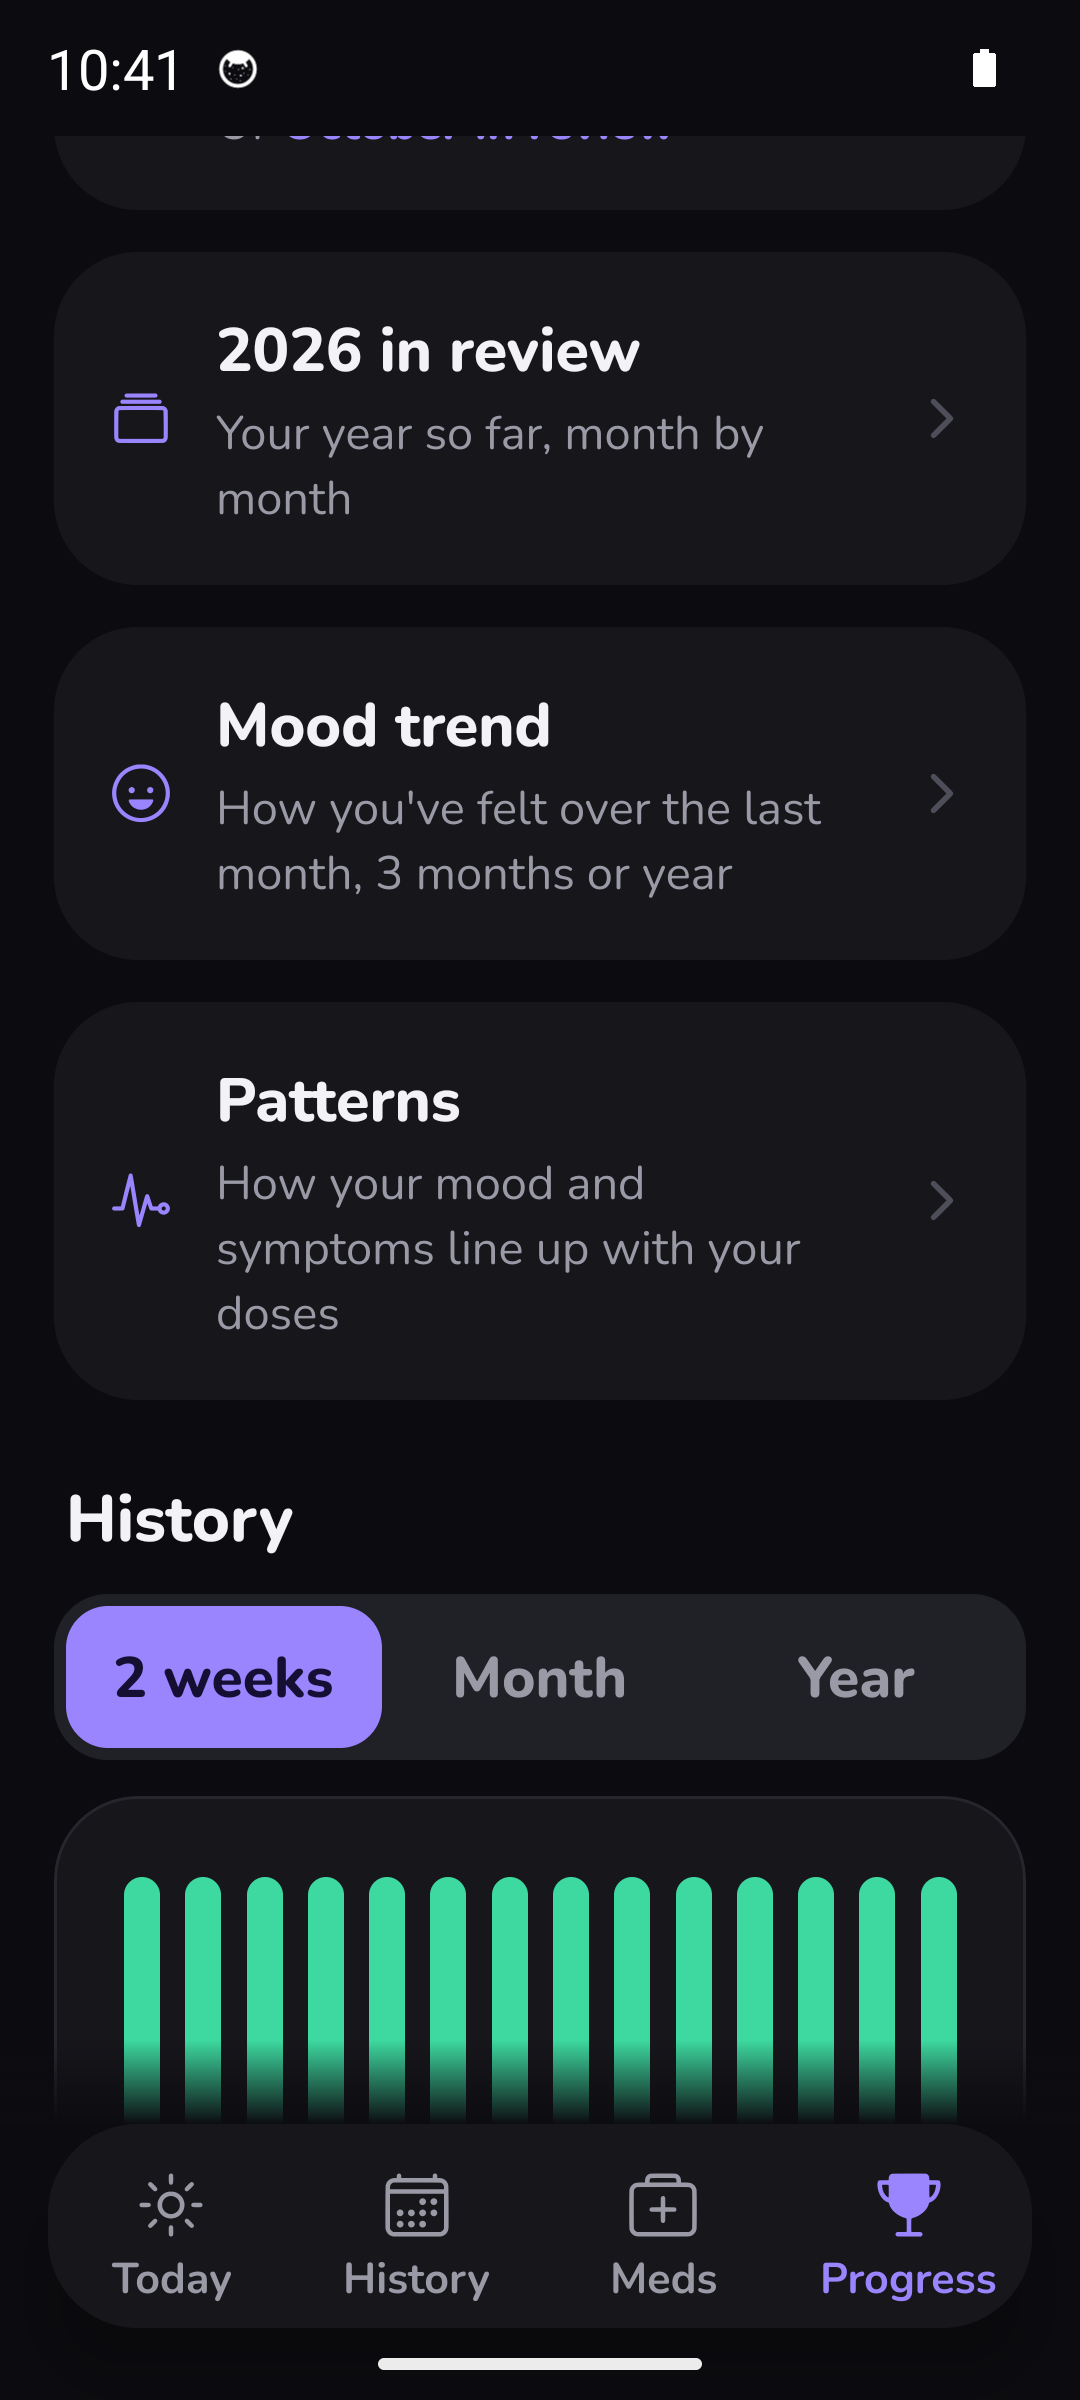 10:41
2026 in review
Your year so far, month by
month
Mood trend
How you've felt over the last
month, 3 months or year
Patterns
How your mood and
symptoms line up with your
doses
History
2 weeks
Month
Year
Today
History
Meds
Progress